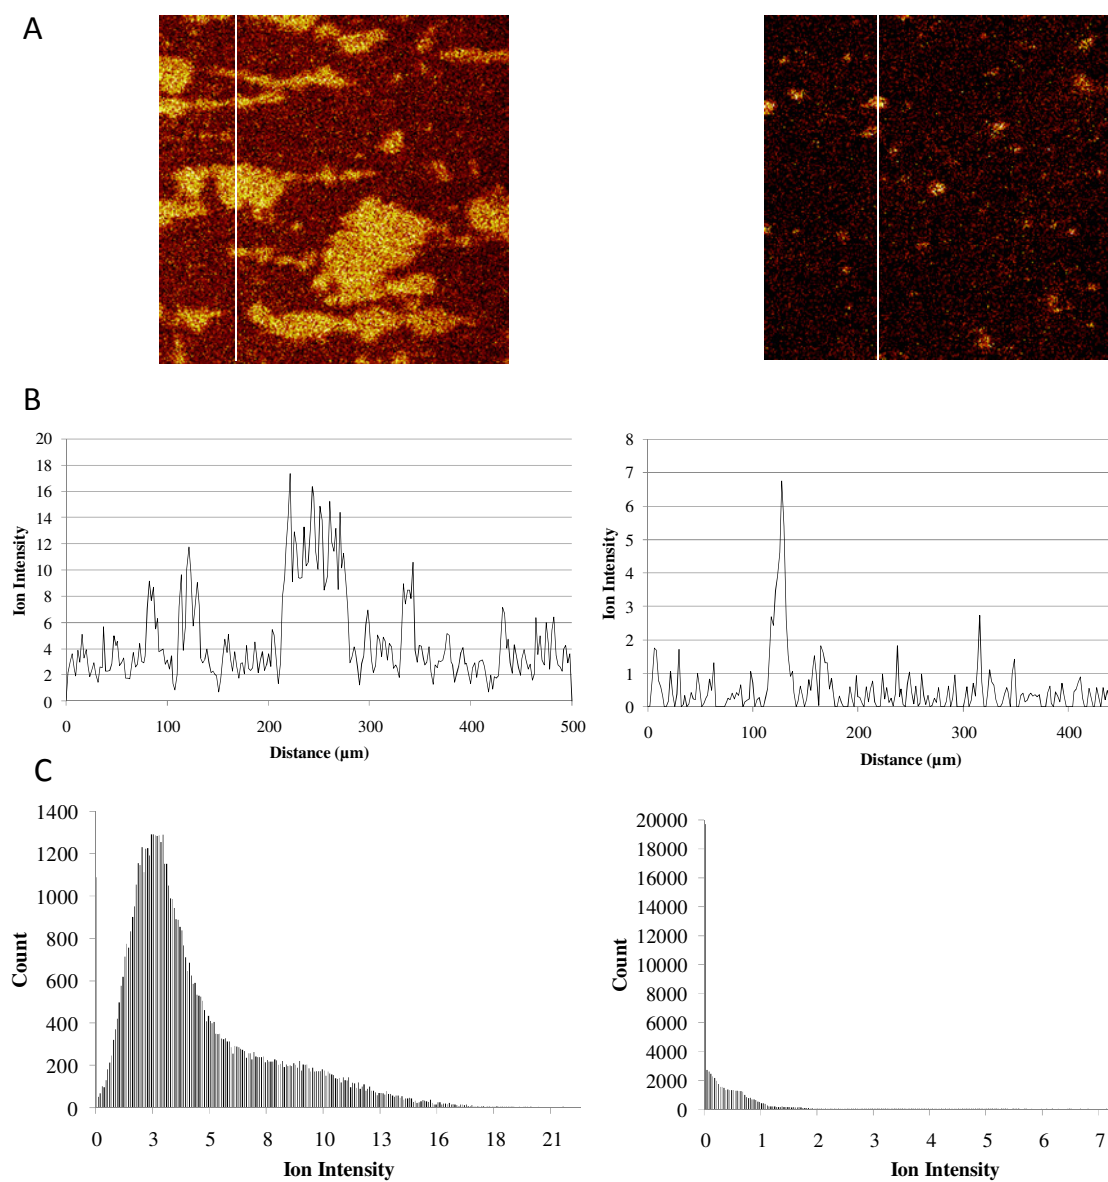 A
B
20
18
16
14
12
10
8
6
4
2
0
Ion Intensity
0 100 200 300 400 500
Distance (µm)
8
7
6
5
4
3
2
1
0
Ion Intensity
0 100 200 300 400
Distance (µm)
C
1400
1200
1000
800
600
400
200
0
Count
0 3 5 8 10 13 16 18 21
Ion Intensity
20000
18000
16000
14000
12000
10000
8000
6000
4000
2000
0
Count
0 1 2 3 4 5 6 7
Ion Intensity